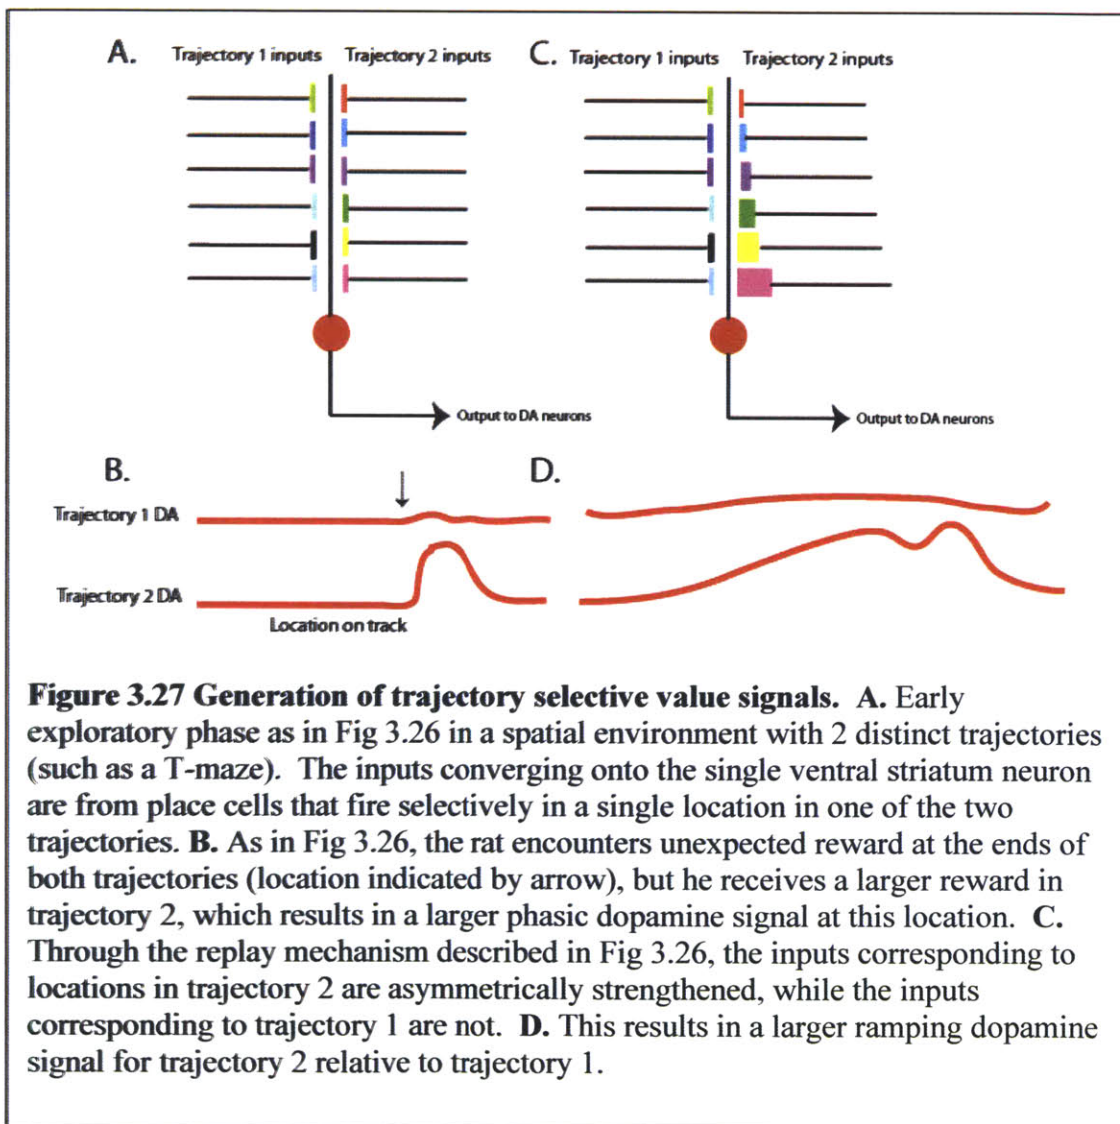 A. Trajectory 1 inputs Trajectory 2 inputs C. Trajectory 1 inputs Trajectory 2 inputs
Output to DA neurons Output to DA neurons
B. D.
Trajectory 1 DA
Trajectory 2 DA
Location on track
Figure 3.27 Generation of trajectory selective value signals. A. Early
exploratory phase as in Fig 3.26 in a spatial environment with 2 distinct trajectories
(such as a T-maze). The inputs converging onto the single ventral striatum neuron
are from place cells that fire selectively in a single location in one of the two
trajectories. B. As in Fig 3.26, the rat encounters unexpected reward at the ends of
both trajectories (location indicated by arrow), but he receives a larger reward in
trajectory 2, which results in a larger phasic dopamine signal at this location. C.
Through the replay mechanism described in Fig 3.26, the inputs corresponding to
locations in trajectory 2 are asymmetrically strengthened, while the inputs
corresponding to trajectory 1 are not. D. This results in a larger ramping dopamine
signal for trajectory 2 relative to trajectory 1.